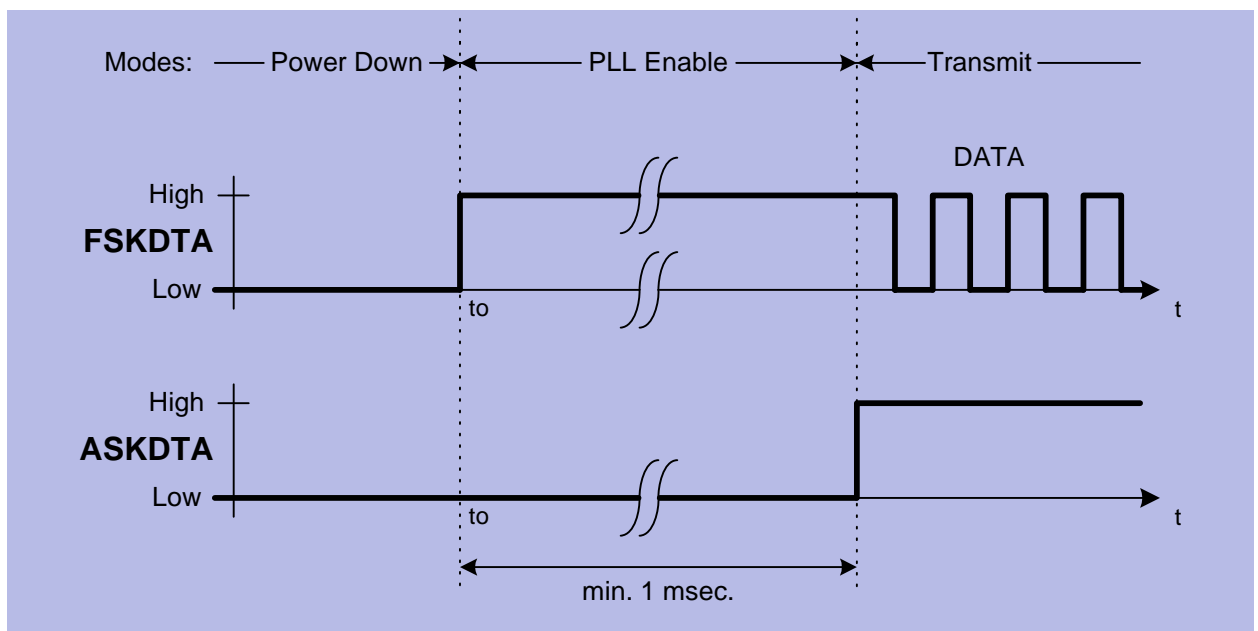 Modes: Power Down PLL Enable Transmit
DATA
High
FSKDTA
Low
to
t
High
ASKDTA
Low
to
t
min. 1 msec.